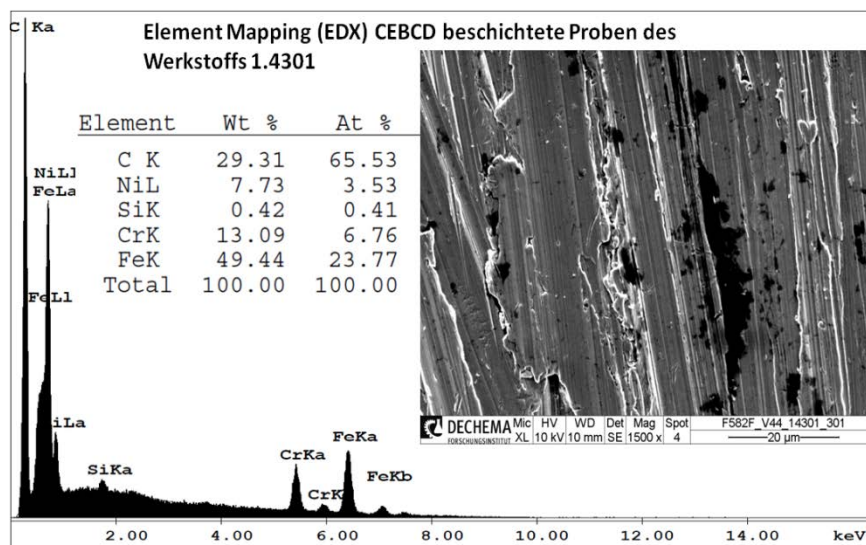 Element Mapping (EDX) CEBCD beschichtete Proben des
Werkstoffs 1.4301
C Ka
Element Wt % At %
C K 29.31 65.53
NiL 7.73 3.53
SiK 0.42 0.41
CrK 13.09 6.76
FeK 49.44 23.77
Total 100.00 100.00
NiLl
FeLa
FeLl
iLa
SiKa
CrKa
CrK
FeKa
FeKb
2.00 4.00 6.00 8.00 10.00 12.00 14.00 keV
DECHEMA
FORSCHUNGSINSTITUT
Mic HV WD Det Mag Spot F582F_V44_14301_301
XL 10 kV 10 mm SE 1500 x 4 20 µm